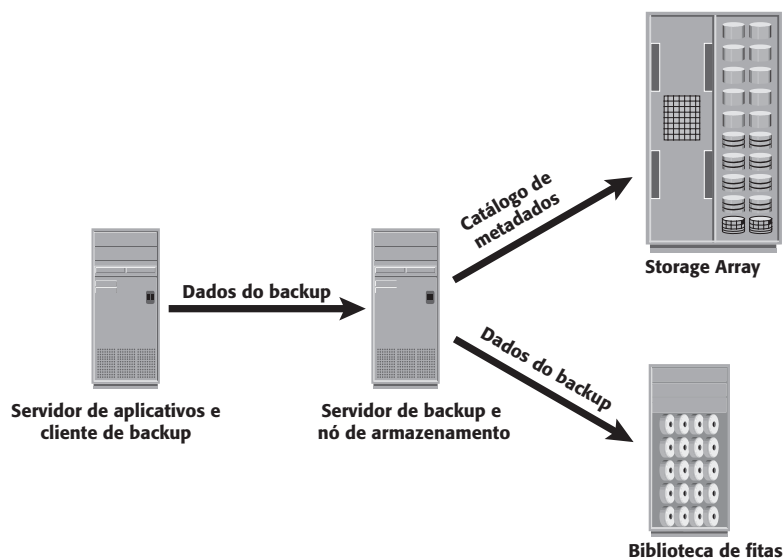 Catálogo de
metadados
Storage Array
Dados do backup
Dados do backup
Servidor de aplicativos e
cliente de backup
Servidor de backup e
nó de armazenamento
Biblioteca de fitas